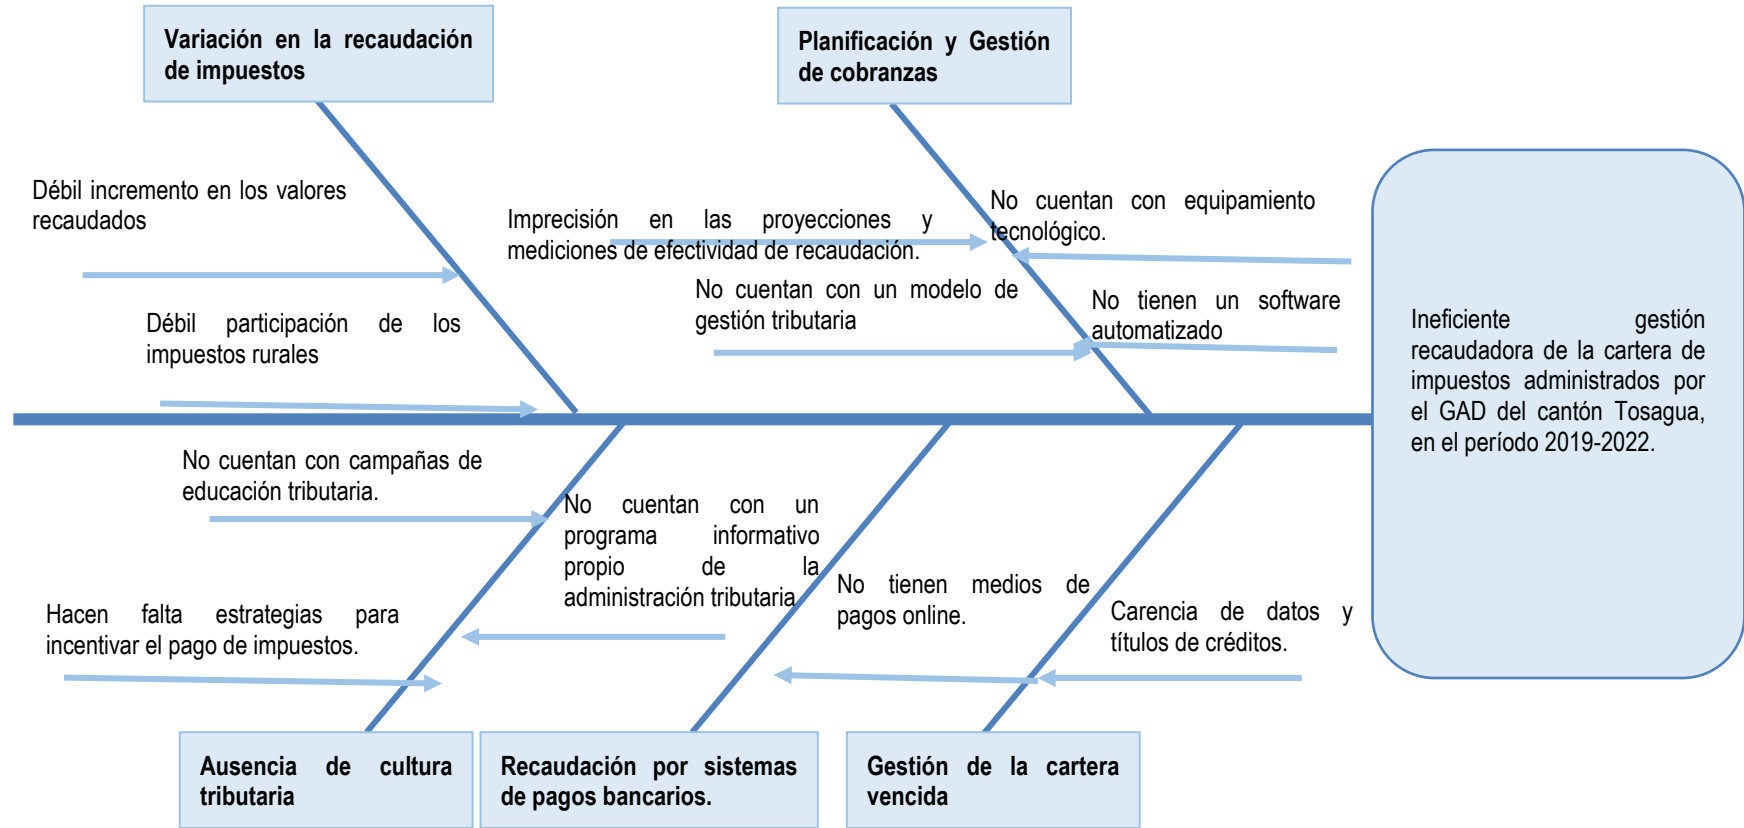 Variación en la recaudación
de impuestos
Planificación y Gestión
de cobranzas
Débil incremento en los valores
recaudados
Imprecisión en las proyecciones y
mediciones de efectividad de recaudación.
No cuentan con equipamiento
tecnológico.
Débil participación de los
impuestos rurales
No cuentan con un modelo de
gestión tributaria
No tienen un software
automatizado
Ineficiente gestión
recaudadora de la cartera de
impuestos administrados por
el GAD del cantón Tosagua,
en el período 2019-2022.
No cuentan con campañas de
educación tributaria.
No cuentan con un
programa informativo
propio de la
administración tributaria
No tienen medios de
pagos online.
Hacen falta estrategias para
incentivar el pago de impuestos.
Carencia de datos y
títulos de créditos.
Ausencia de cultura
tributaria
Recaudación por sistemas
de pagos bancarios.
Gestión de la cartera
vencida